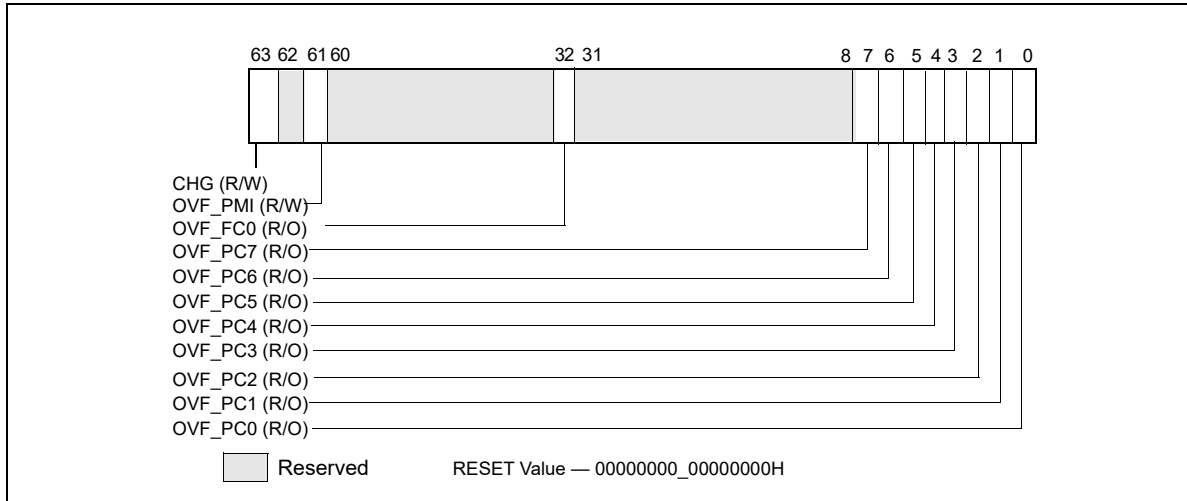 63 62 61 60 32 31 8 7 6 5 4 3 2 1 0
CHG (R/W)
OVF_PMI (R/W)
OVF_FC0 (R/O)
OVF_PC7 (R/O)
OVF_PC6 (R/O)
OVF_PC5 (R/O)
OVF_PC4 (R/O)
OVF_PC3 (R/O)
OVF_PC2 (R/O)
OVF_PC1 (R/O)
OVF_PC0 (R/O)
Reserved RESET Value — 00000000_00000000H